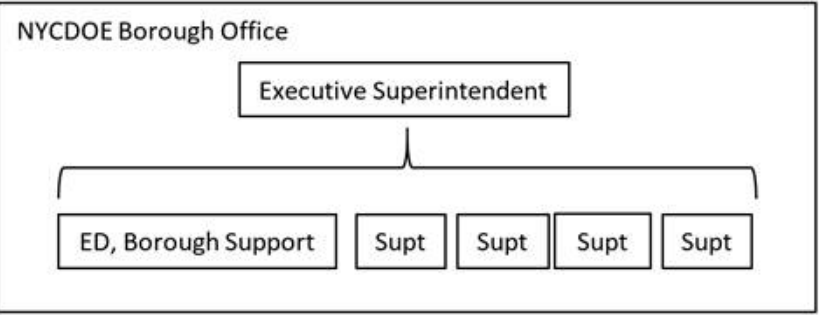 NYCDOE Borough Office
Executive Superintendent
ED, Borough Support
Supt
Supt
Supt
Supt